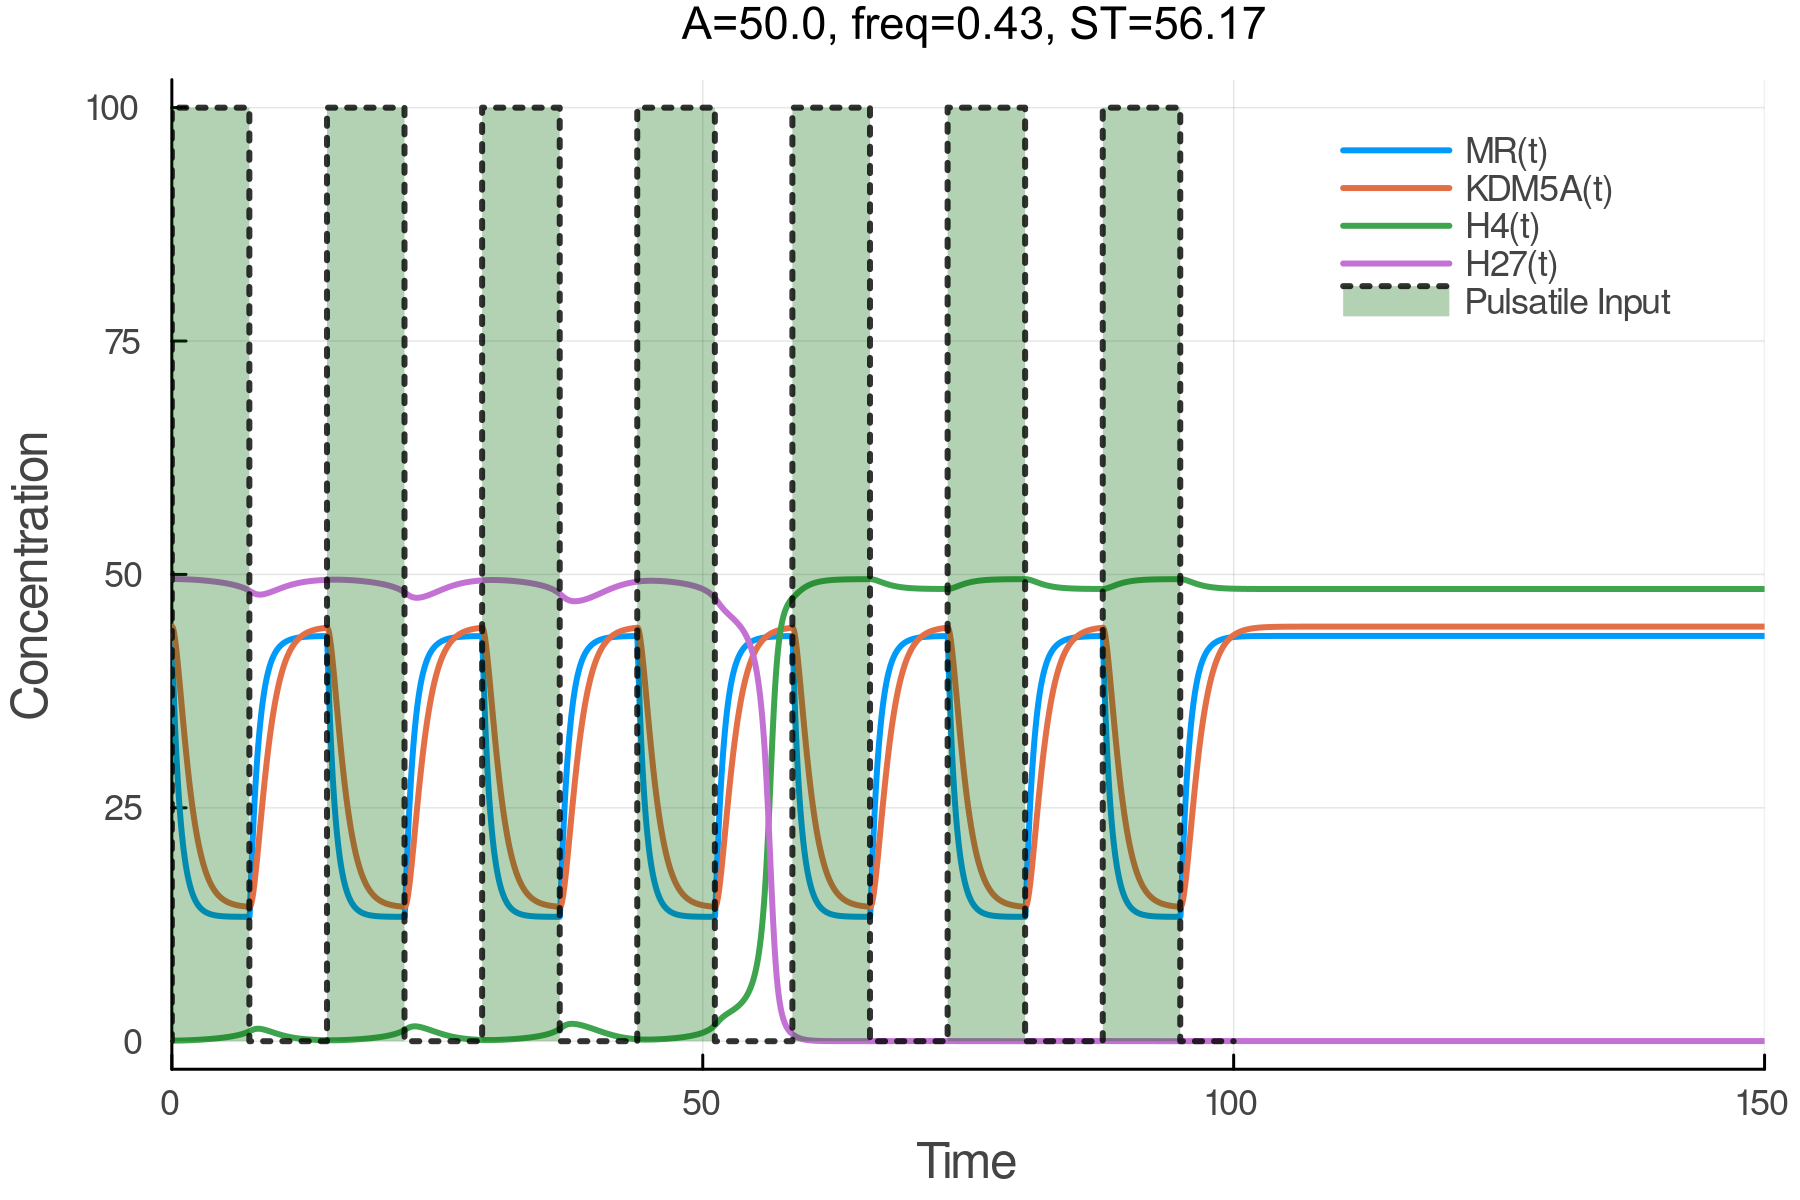 A=50.0, freq=0.43, ST=56.17
100
75
50
25
0
Concentration
MR(t)
KDM5A(t)
H4(t)
H27(t)
Pulsatile Input
0
50
100
150
Time